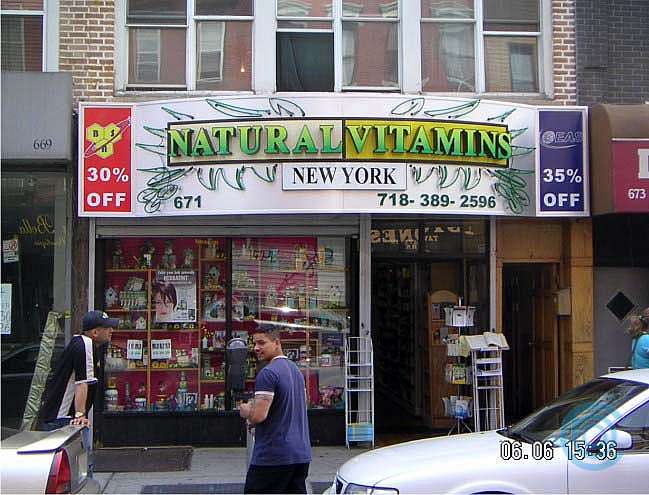 669
30%
OFF
NATURAL VITAMINS
NEW YORK
671
718-389-2596
EAS
35%
OFF
673
Bella
06.06 15:36